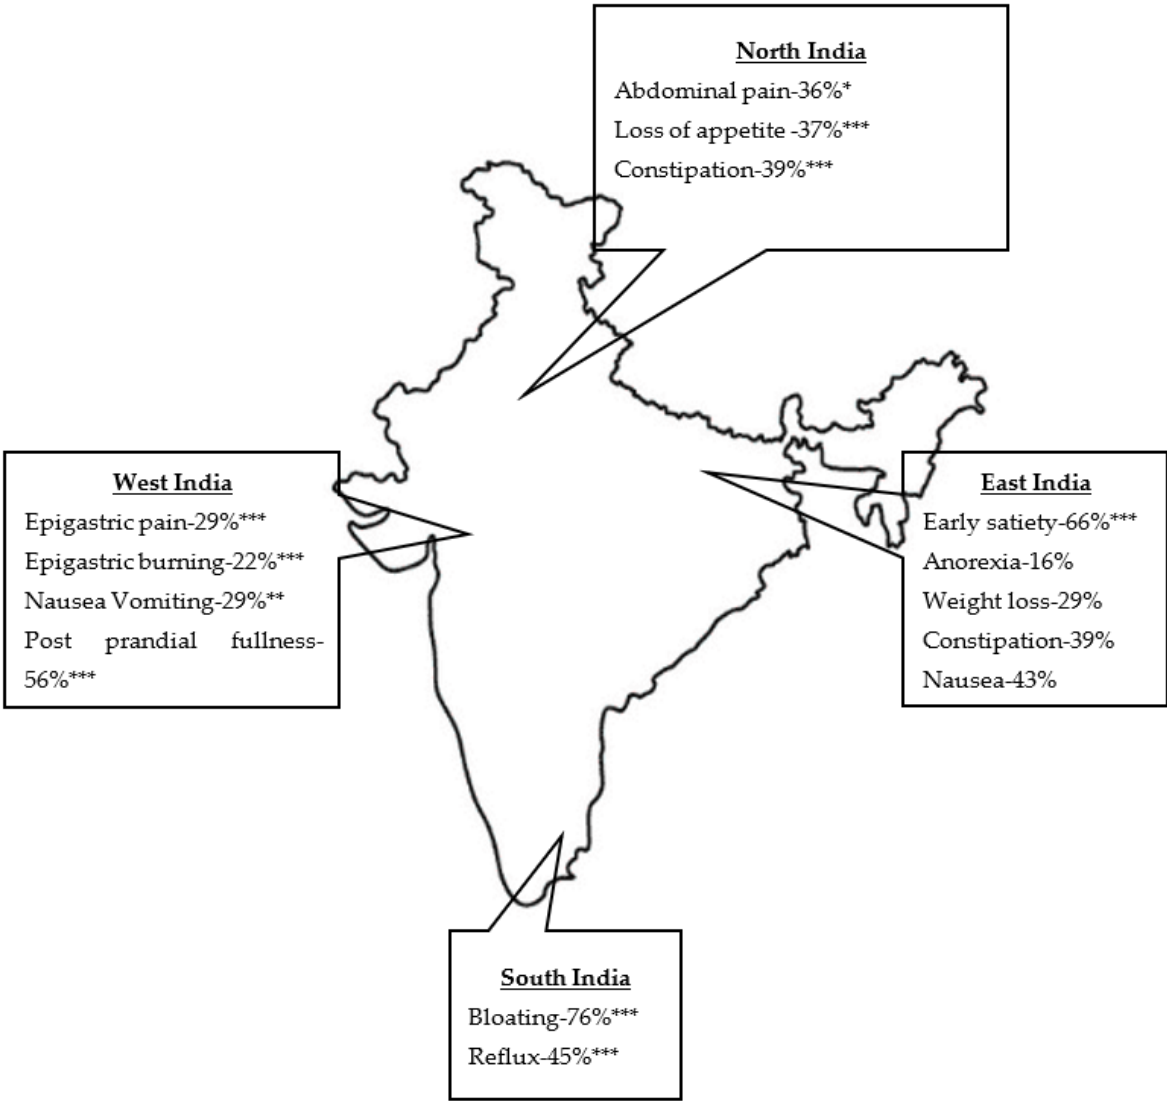 North India
Abdominal pain-36%*
Loss of appetite -37%***
Constipation-39%***
West India
Epigastric pain-29%***
Epigastric burning-22%***
Nausea Vomiting-29%**
Post prandial fullness-
56%***
East India
Early satiety-66%***
Anorexia-16%
Weight loss-29%
Constipation-39%
Nausea-43%
South India
Bloating-76%***
Reflux-45%***